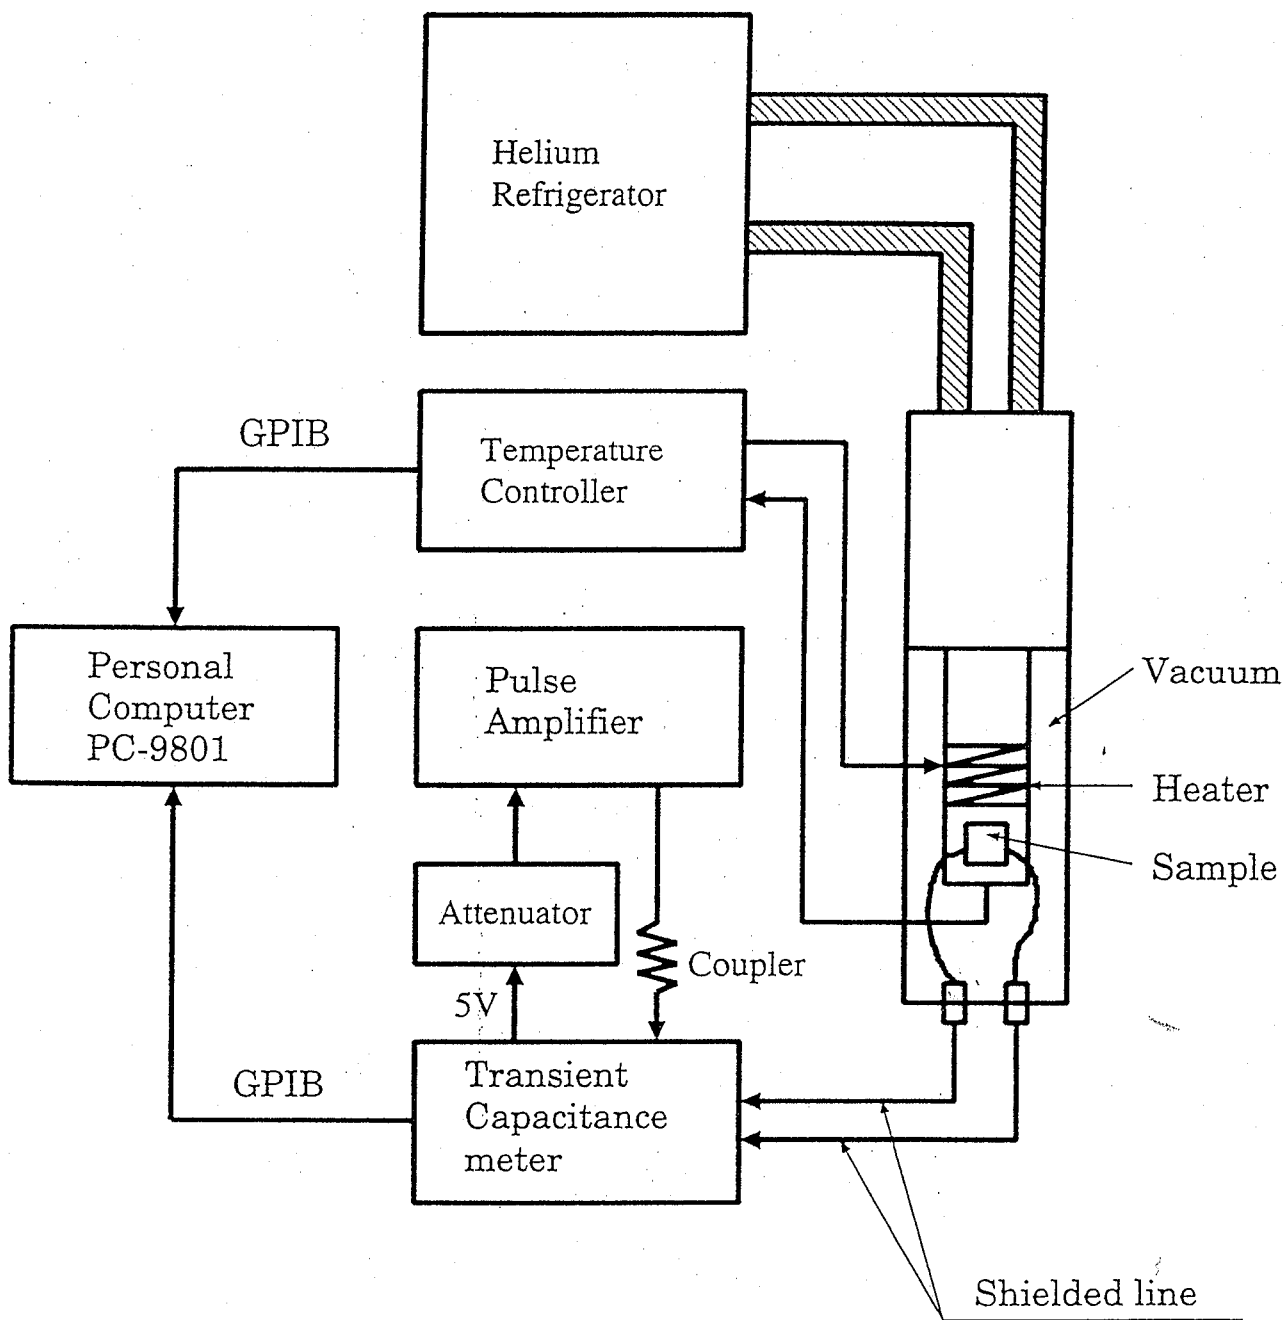 Helium
Refrigerator
GPIB
Temperature
Controller
Personal
Computer
PC-9801
Pulse
Amplifier
Vacuum
Heater
Sample
Attenuator
Coupler
5V
GPIB
Transient
Capacitance
meter
Shielded line